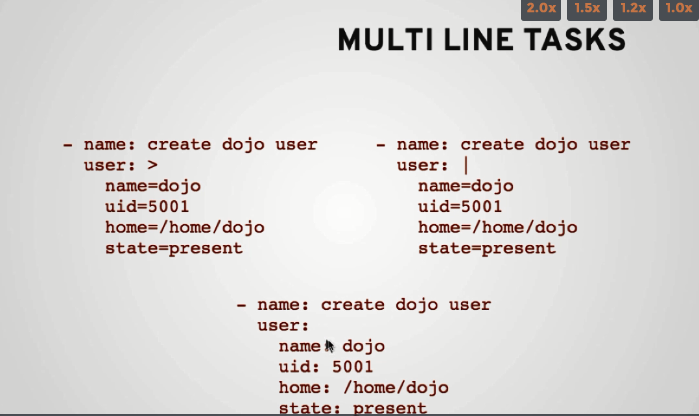 2.0x 1.5x 1.2x 1.0x
MULTI LINE TASKS
- name: create dojo user
  user: >
    name=dojo
    uid=5001
    home=/home/dojo
    state=present
- name: create dojo user
  user: |
    name=dojo
    uid=5001
    home=/home/dojo
    state=present
- name: create dojo user
  user:
    name: dojo
    uid: 5001
    home: /home/dojo
    state: present